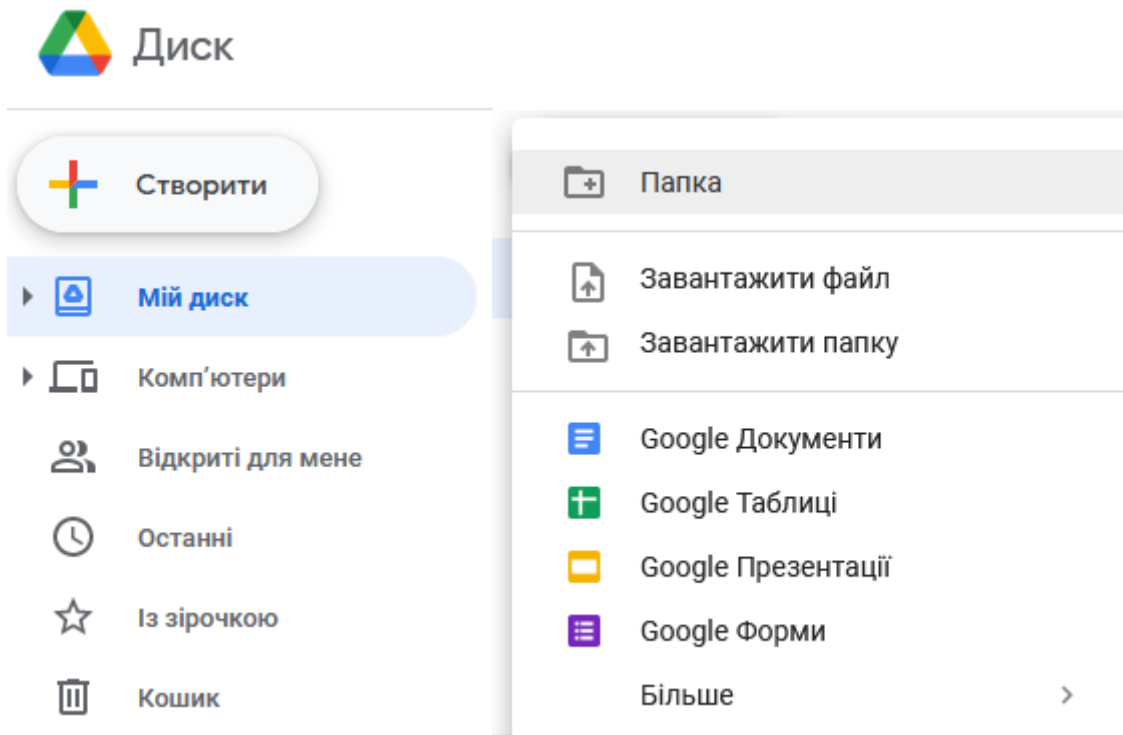 Диск
Створити
Мій диск
Комп’ютери
Відкриті для мене
Останні
Із зірочкою
Кошик
Папка
Завантажити файл
Завантажити папку
Google Документи
Google Таблиці
Google Презентації
Google Форми
Більше